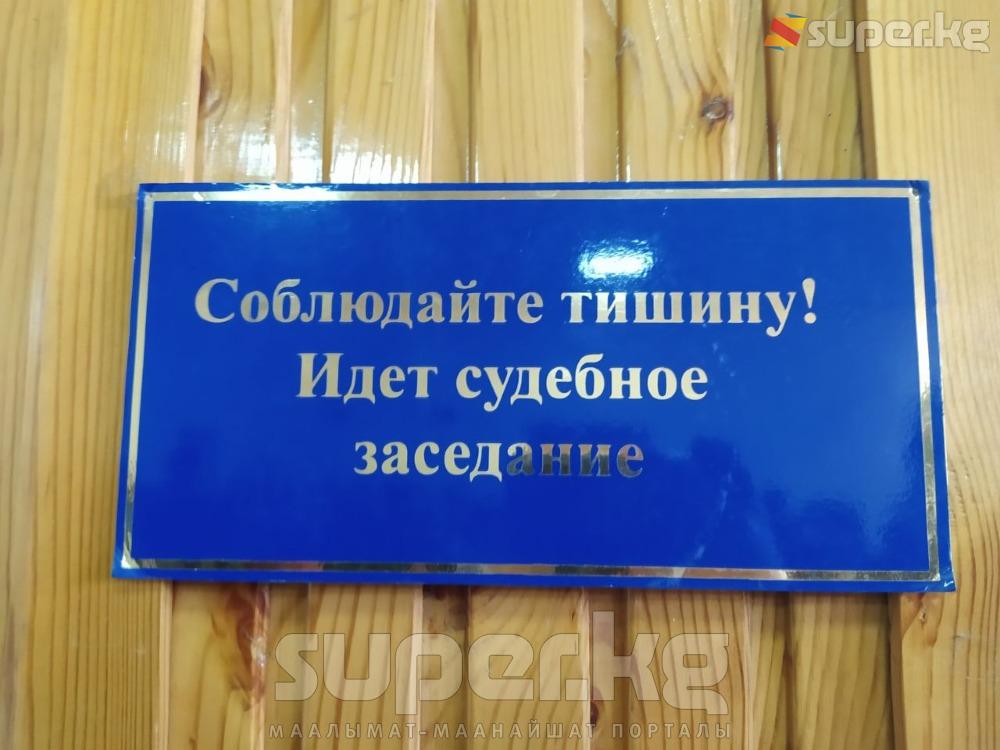 super.kg
Соблюдайте тишину!
Идет судебное
заседание
super.kg
МААЛЫМАТ-МААНАЙШАТ ПОРТАЛЫ